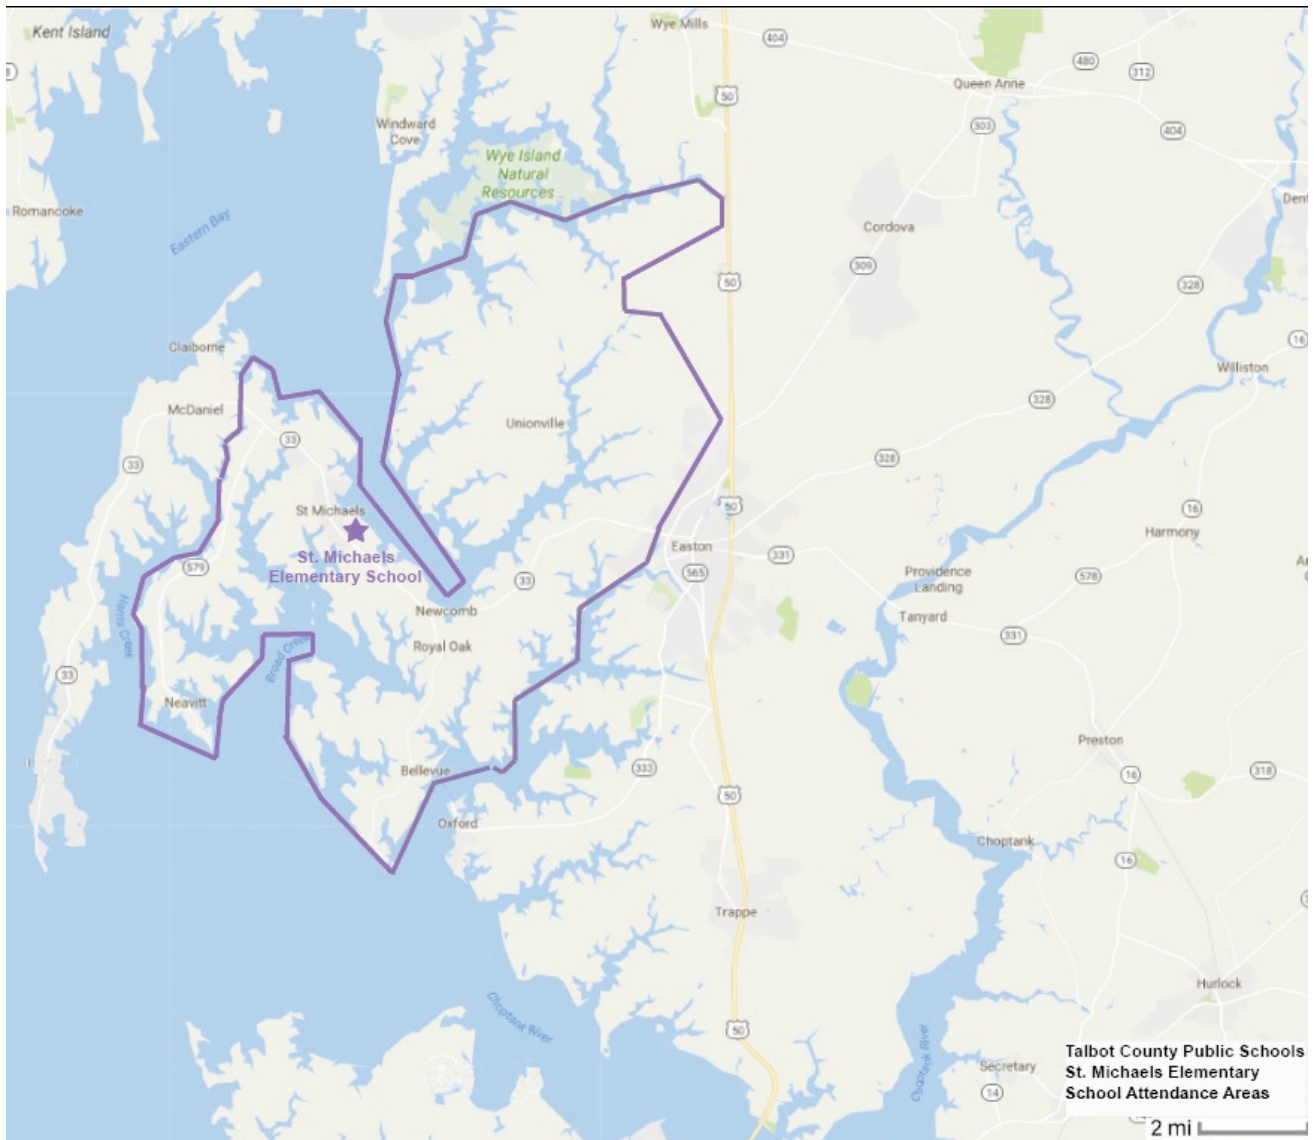 Kent Island
Wye Mills
404
480
312
Queen Anne
50
303
404
Windward
Cove
Wye Island
Natural
Resources...
Romancoke
Eastern Bay
Cordova
309
50
328
Claiborne
16
Williston
McDaniel
33
33
Unionville
328
328
St Michaels
St. Michaels
Elementary School
50
16
Harmony
Easton
331
565
579
33
Providence
Landing
578
Tanyard
331
Harris Creek
Newcomb
Royal Oak
Broad Creek
33
Neavitt
Bellevue
333
Preston
16
318
50
Oxford
Choptank
16
Trappe
Hurlock
Choptank River
50
Choptank River
Secretary
14
Talbot County Public Schools
St. Michaels Elementary
School Attendance Areas
2 mi